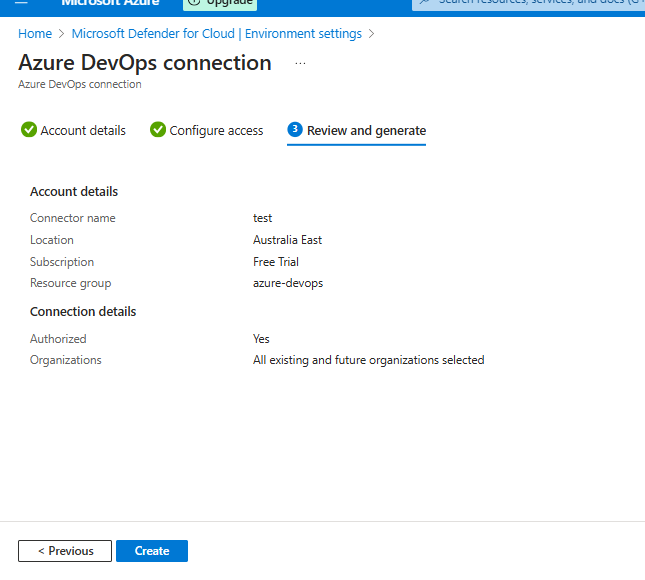 Microsoft Azure
Upgrade
Search resources, services, and docs (G+
Home > Microsoft Defender for Cloud | Environment settings >
Azure DevOps connection ...
Azure DevOps connection
Account details Configure access 3 Review and generate
Account details
Connector name test
Location Australia East
Subscription Free Trial
Resource group azure-devops
Connection details
Authorized Yes
Organizations All existing and future organizations selected
< Previous Create